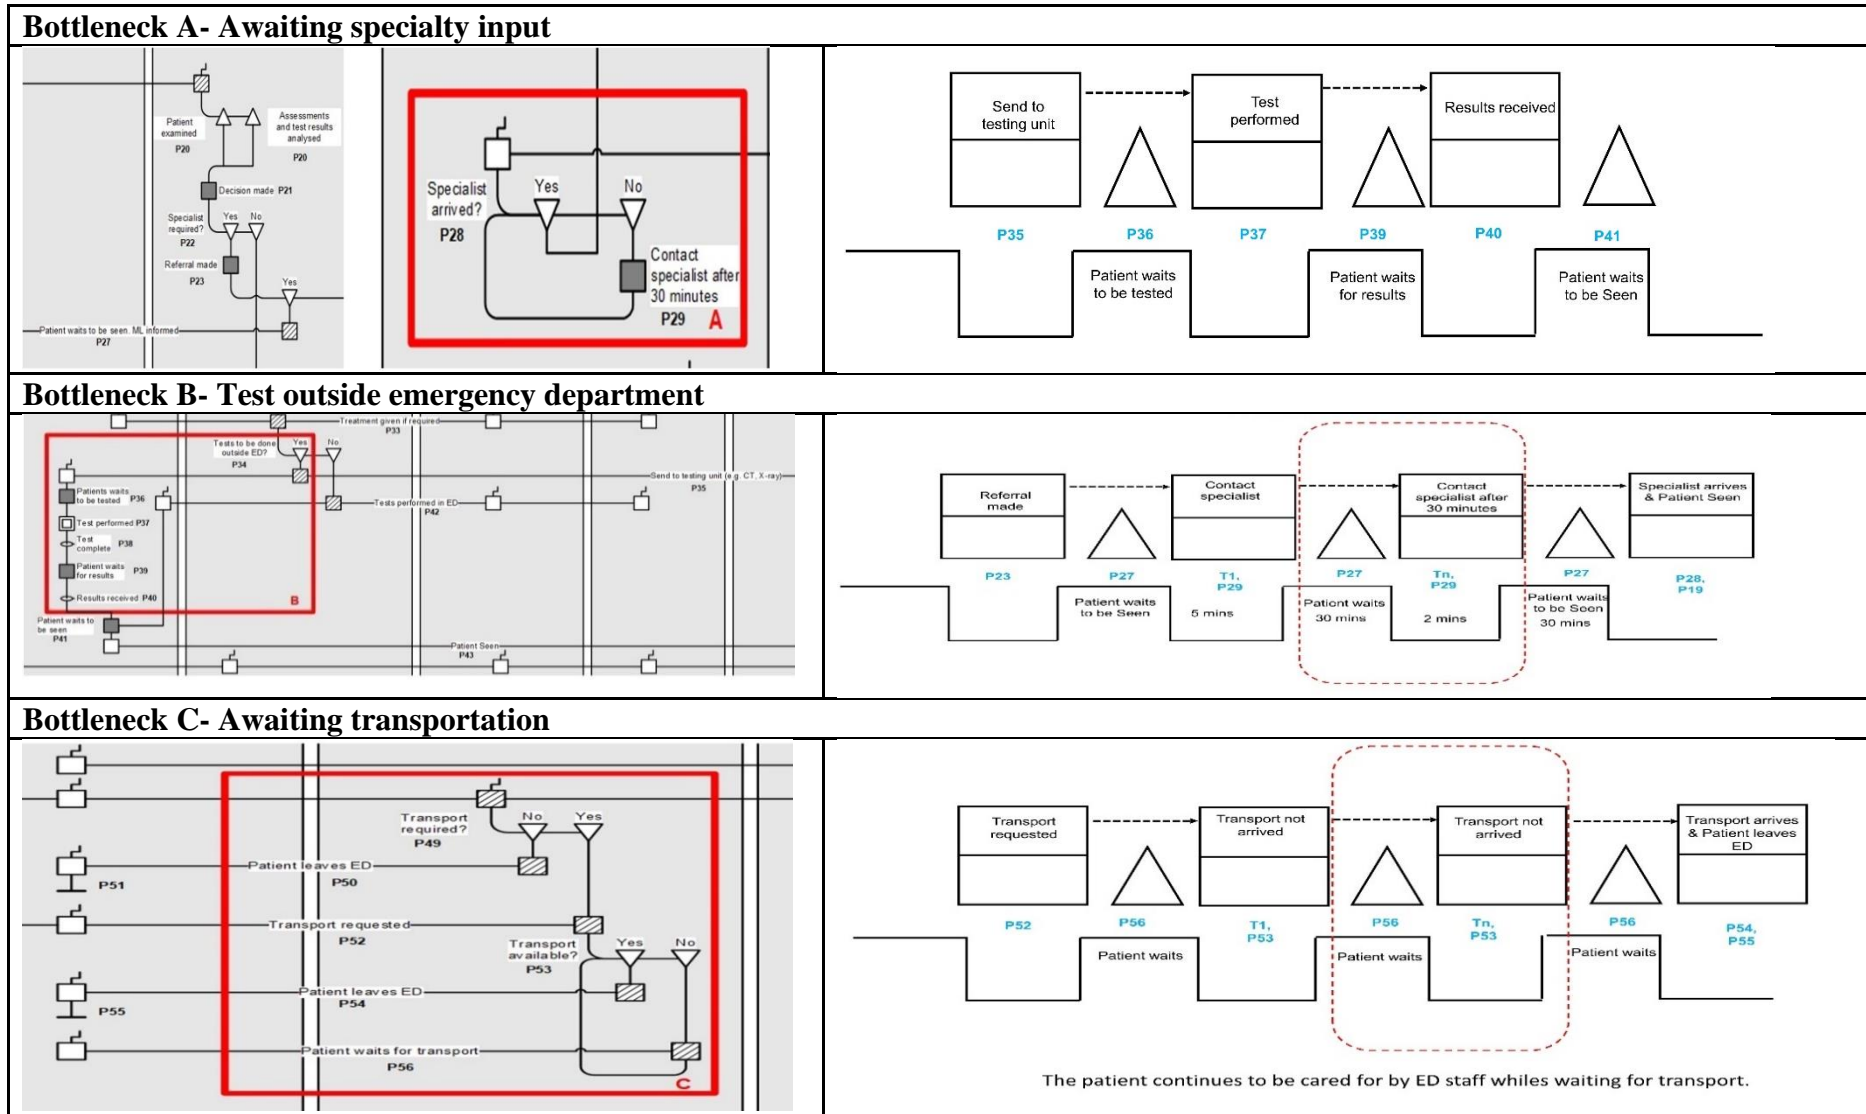 Bottleneck A- Awaiting specialty input
Patient
examined
P20
Assessments
and test results
analysed
P20
Decision made P21
Specialist
required?
P22
Yes
No
Referral made
P23
Yes
Patient waits to be seen. ML informed
P27
Specialist
arrived?
P28
Yes
No
Contact
specialist after
30 minutes
P29
A
Send to
testing unit
Test
performed
Results received
P35
P36
P37
P39
P40
P41
Patient waits
to be tested
Patient waits
for results
Patient waits
to be Seen
Bottleneck B- Test outside emergency department
Treatment given if required
P33
Tests to be done
outside ED?
P34
Yes
No
Send to testing unit (e.g. CT, X-ray)
P35
Patients waits
to be tested
P36
Tests performed in ED
P42
Test performed P37
Test
complete
P38
Patient waits
for results
P39
Results received P40
B
Patient waits to
be seen
P41
Patient Seen
P43
Referral
made
Contact
specialist
Contact
specialist after
30 minutes
Specialist arrives
& Patient Seen
P23
P27
T1,
P29
P27
Tn,
P29
P27
P28,
P19
Patient waits
to be Seen
5 mins
Pationt waits
30 mins
2 mins
Patient waits
to be Seen
30 mins
Bottleneck C- Awaiting transportation
Transport
required?
P49
No
Yes
Patient leaves ED
P50
P51
Transport requested
P52
Transport
available?
P53
Yes
No
Patient leaves ED
P54
P55
Patient waits for transport
P56
C
Transport
requested
Transport not
arrived
Transport not
arrived
Transport arrives
& Patient leaves
ED
P52
P56
T1,
P53
P56
Tn,
P53
P56
P54,
P55
Patient waits
Patient waits
Patient waits
The patient continues to be cared for by ED staff whiles waiting for transport.